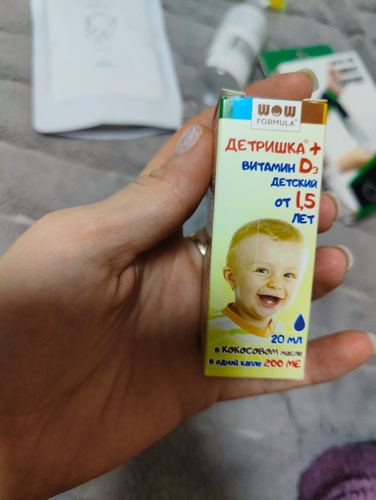 WOW
FORMULA®
ДЕТРИШКА®+
ВИТАМИН D3
ДЕТСКИЙ
ОТ 1,5
ЛЕТ
20 МЛ
в КОКОСОВОМ масле
в одной капле 200 МЕ